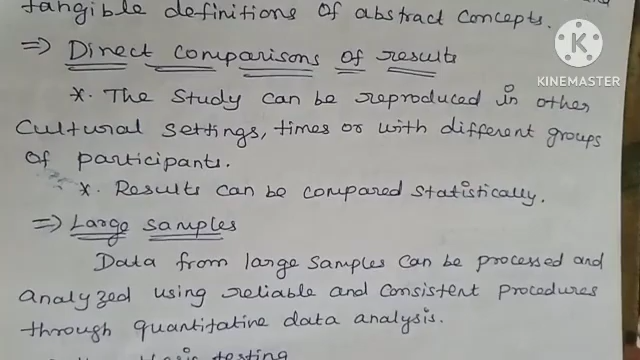 tangible definitions of abstract concepts.
⇒ Direct comparisons of results
*. The Study can be reproduced in other
Cultural settings, times or with different groups
of participants.
*. Results can be compared statistically.
⇒ Large samples
Data from large samples can be processed and
analyzed using reliable and consistent procedures
through quantitative data analysis.
testing
K
KINEMASTER